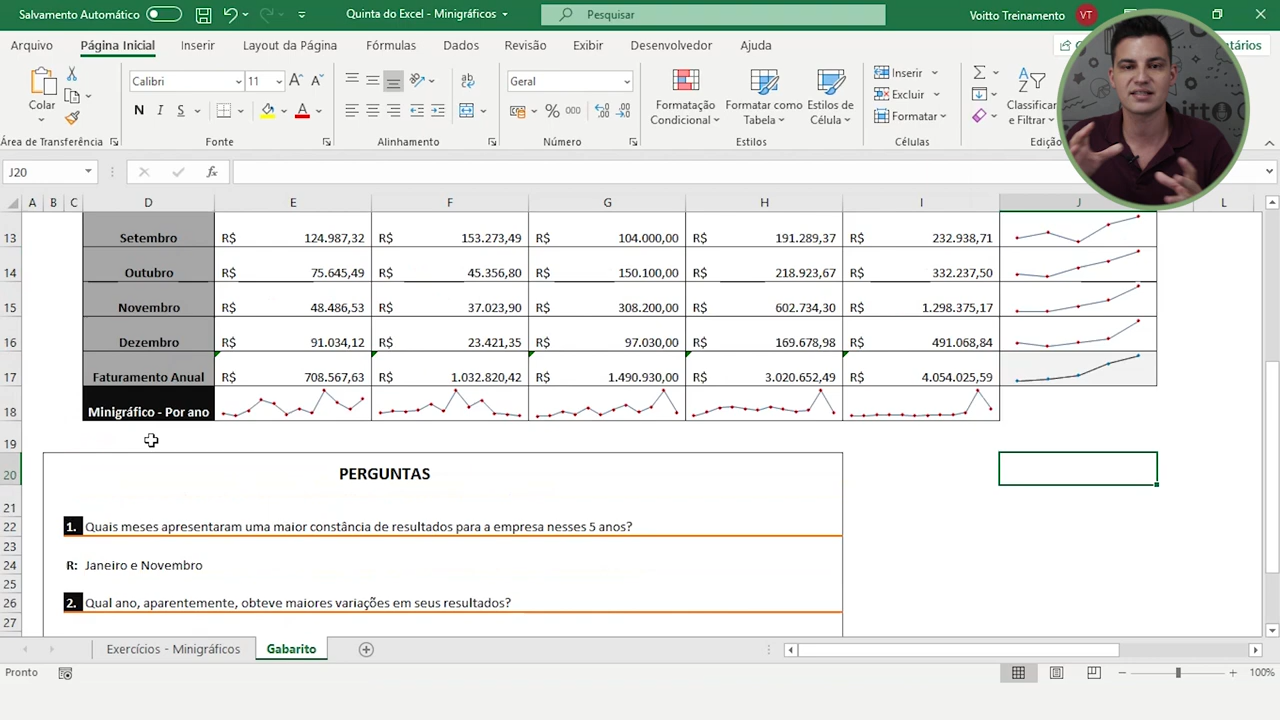 Salvamento Automático
Quinta do Excel - Minigráficos
Pesquisar
Voitto Treinamento
VT
Arquivo Página Inicial Inserir Layout da Página Fórmulas Dados Revisão Exibir Desenvolvedor Ajuda
Colar
Calibri 11
N I S
Geral
% 000
Formatação Condicional
Formatar como Tabela
Estilos de Célula
Inserir
Excluir
Formatar
Classificar e Filtrar
Área de Transferência Fonte Alinhamento Número Estilos Células Edição
J20 fx
A B C D E F G H I J L
13 Setembro R$ 124.987,32 R$ 153.273,49 R$ 104.000,00 R$ 191.289,37 R$ 232.938,71
14 Outubro R$ 75.645,49 R$ 45.356,80 R$ 150.100,00 R$ 218.923,67 R$ 332.237,50
15 Novembro R$ 48.486,53 R$ 37.023,90 R$ 308.200,00 R$ 602.734,30 R$ 1.298.375,17
16 Dezembro R$ 91.034,12 R$ 23.421,35 R$ 97.030,00 R$ 169.678,98 R$ 491.068,84
17 Faturamento Anual R$ 708.567,63 R$ 1.032.820,42 R$ 1.490.930,00 R$ 3.020.652,49 R$ 4.054.025,59
18 Minigráfico - Por ano
19
20 PERGUNTAS
21
22 1. Quais meses apresentaram uma maior constância de resultados para a empresa nesses 5 anos?
23
24 R: Janeiro e Novembro
25
26 2. Qual ano, aparentemente, obteve maiores variações em seus resultados?
27
Exercícios - Minigráficos Gabarito
Pronto
100%